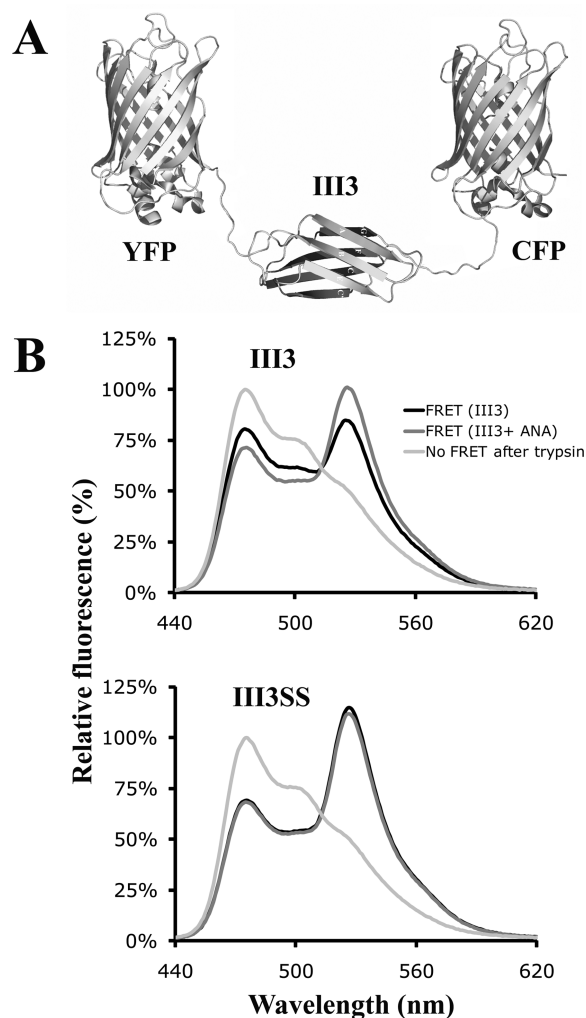 A
III3
YFP
CFP
B
III3
125%
100%
75%
50%
25%
0%
FRET (III3)
FRET (III3+ ANA)
No FRET after trypsin
440
500
560
620
Relative fluorescence (%)
III3SS
125%
100%
75%
50%
25%
0%
440
500
560
620
Wavelength (nm)